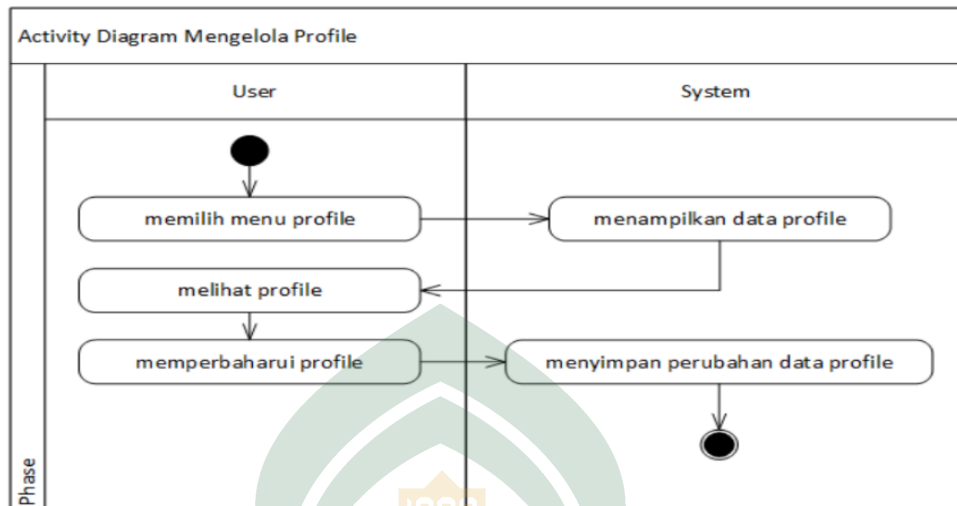 Activity Diagram Mengelola Profile
User
System
memilih menu profile
menampilkan data profile
melihat profile
memperbaharui profile
menyimpan perubahan data profile
Phase